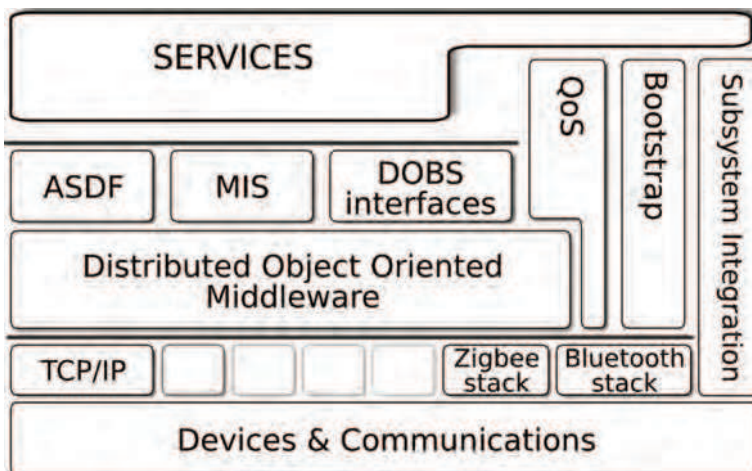 SERVICES
QoS
Bootstrap
Subsystem Integration
ASDF
MIS
DOBS
interfaces
Distributed Object Oriented
Middleware
TCP/IP
Zigbee
stack
Bluetooth
stack
Devices & Communications